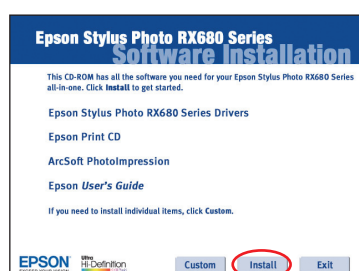 Epson Stylus Photo RX680 Series
Software Installation
This CD-ROM has all the software you need for your Epson Stylus Photo RX680 Series
all-in-one. Click Install to get started.
Epson Stylus Photo RX680 Series Drivers
Epson Print CD
ArcSoft PhotoImpression
Epson User's Guide
If you need to install individual items, click Custom.
EPSON
EXCEED YOUR VISION
Ultra
Hi-Definition
Custom
Install
Exit